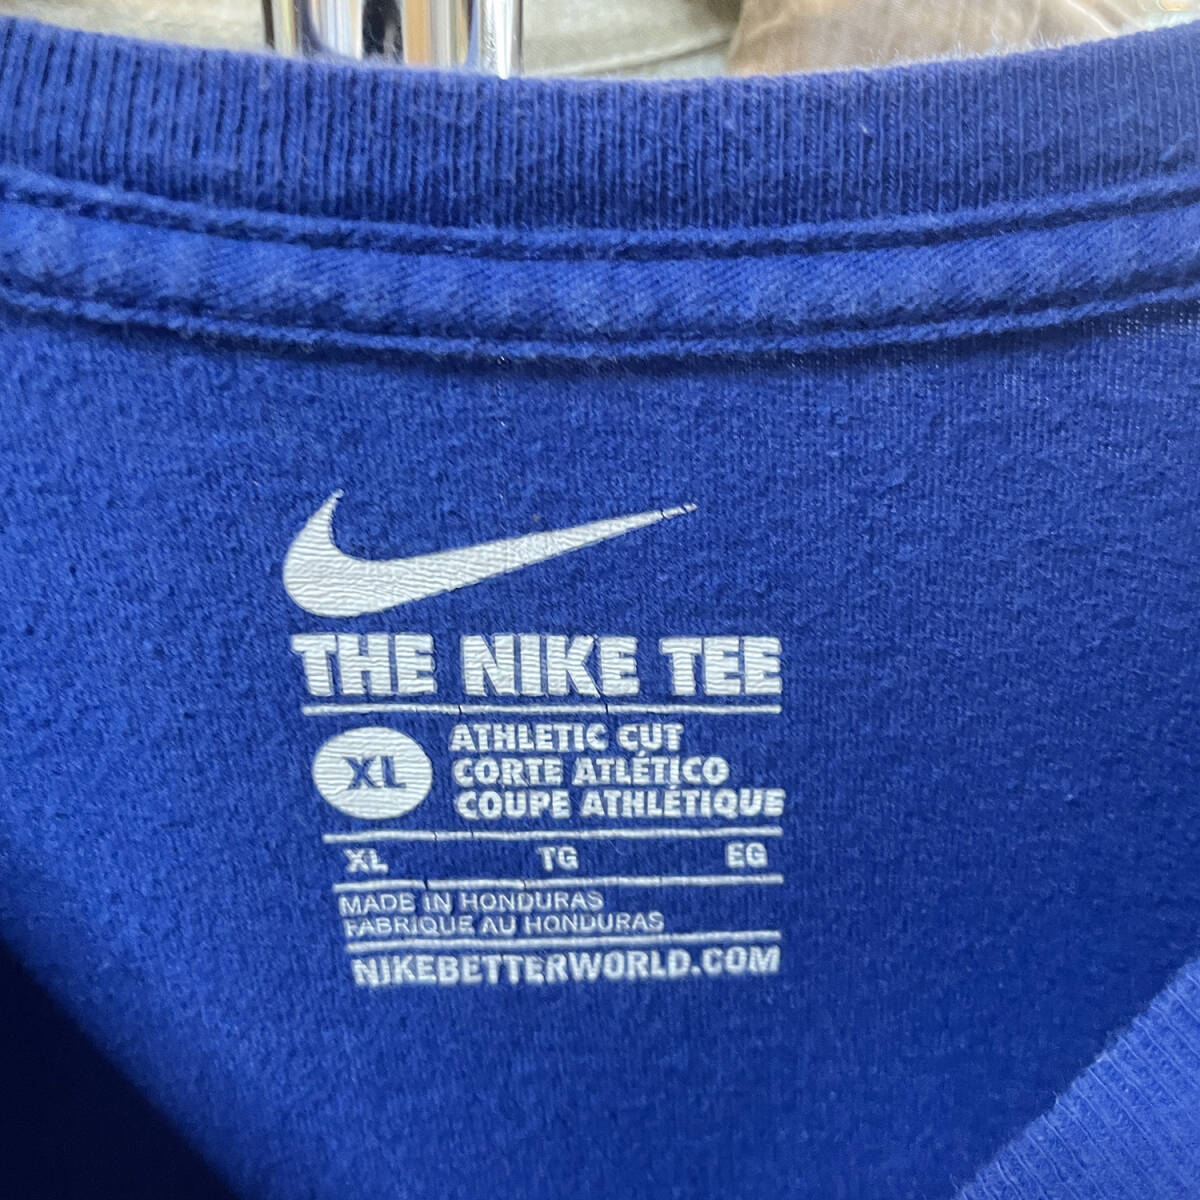 THE NIKE TEE
XL
ATHLETIC CUT
CORTE ATLÉTICO
COUPE ATHLÉTIQUE
XL TG EG
MADE IN HONDURAS
FABRIQUE AU HONDURAS
NIKEBETTERWORLD.COM